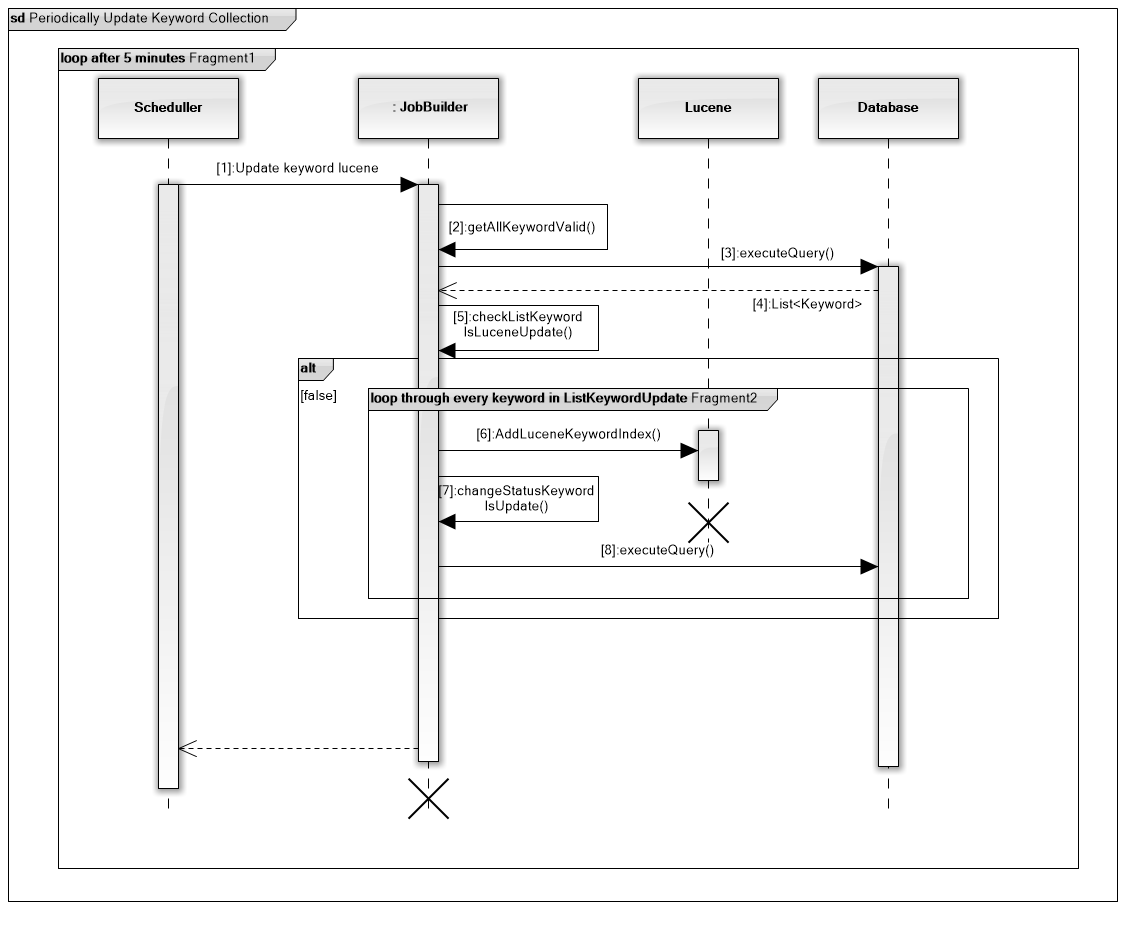 sd Periodically Update Keyword Collection
loop after 5 minutes Fragment1
Scheduller
: JobBuilder
Lucene
Database
[1]:Update keyword lucene
[2]:getAllKeywordValid()
[3]:executeQuery()
[4]:List<Keyword>
[5]:checkListKeyword
IsLuceneUpdate()
alt
[false]
loop through every keyword in ListKeywordUpdate Fragment2
[6]:AddLuceneKeywordIndex()
[7]:changeStatusKeyword
IsUpdate()
[8]:executeQuery()